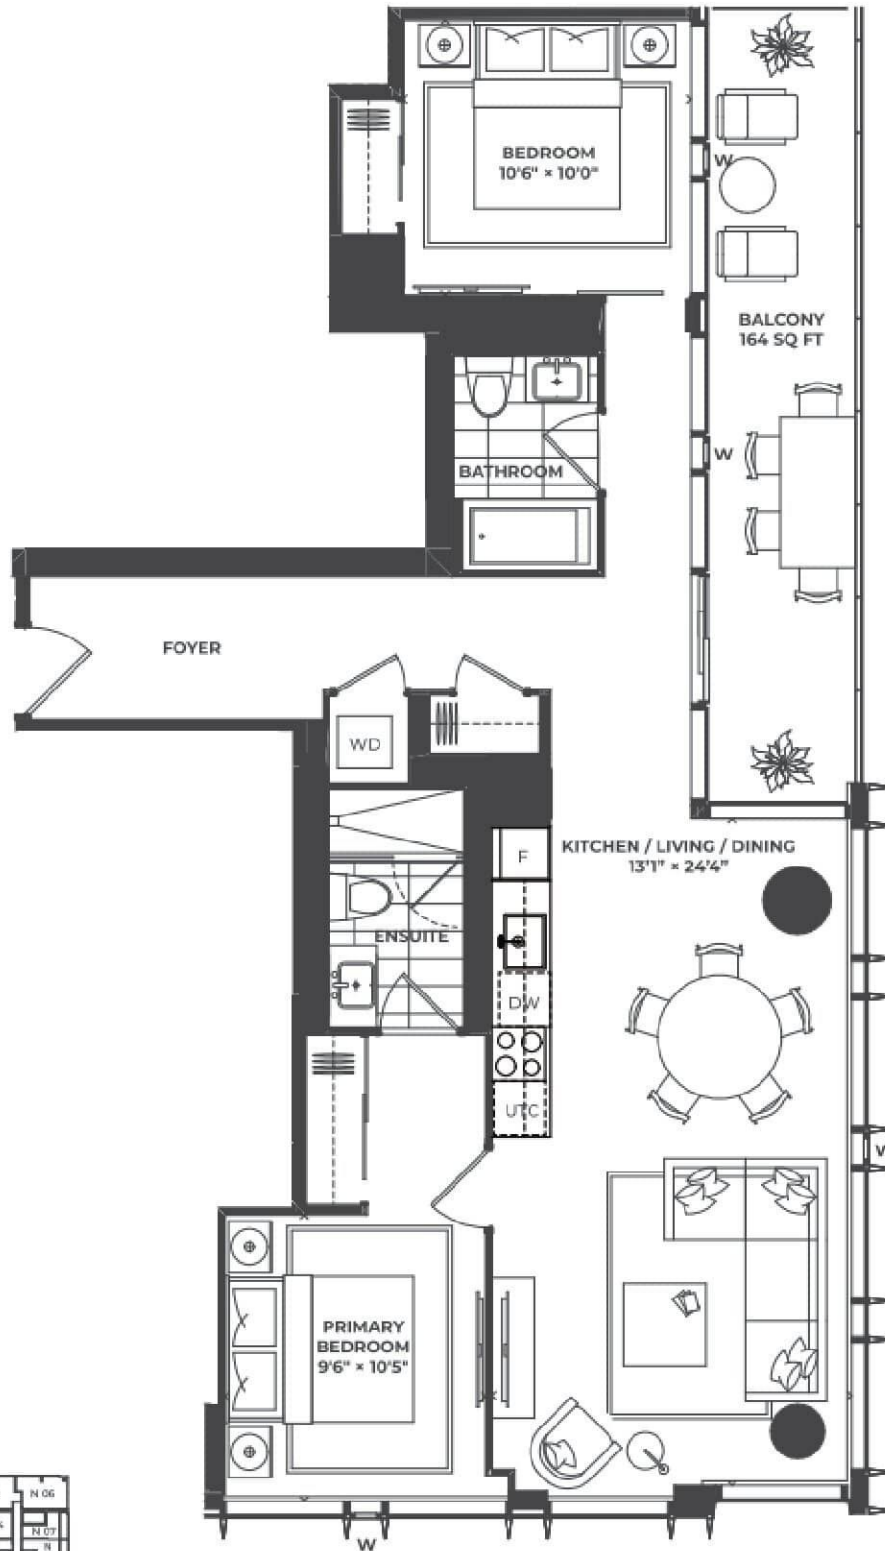 BEDROOM
10'6" × 10'0"
W
BALCONY
164 SQ FT
W
BATHROOM
FOYER
WD
KITCHEN / LIVING / DINING
13'1" × 24'4"
F
ENSUITE
DW
UTC
W
PRIMARY
BEDROOM
9'6" × 10'5"
N 06
N 07
N
W